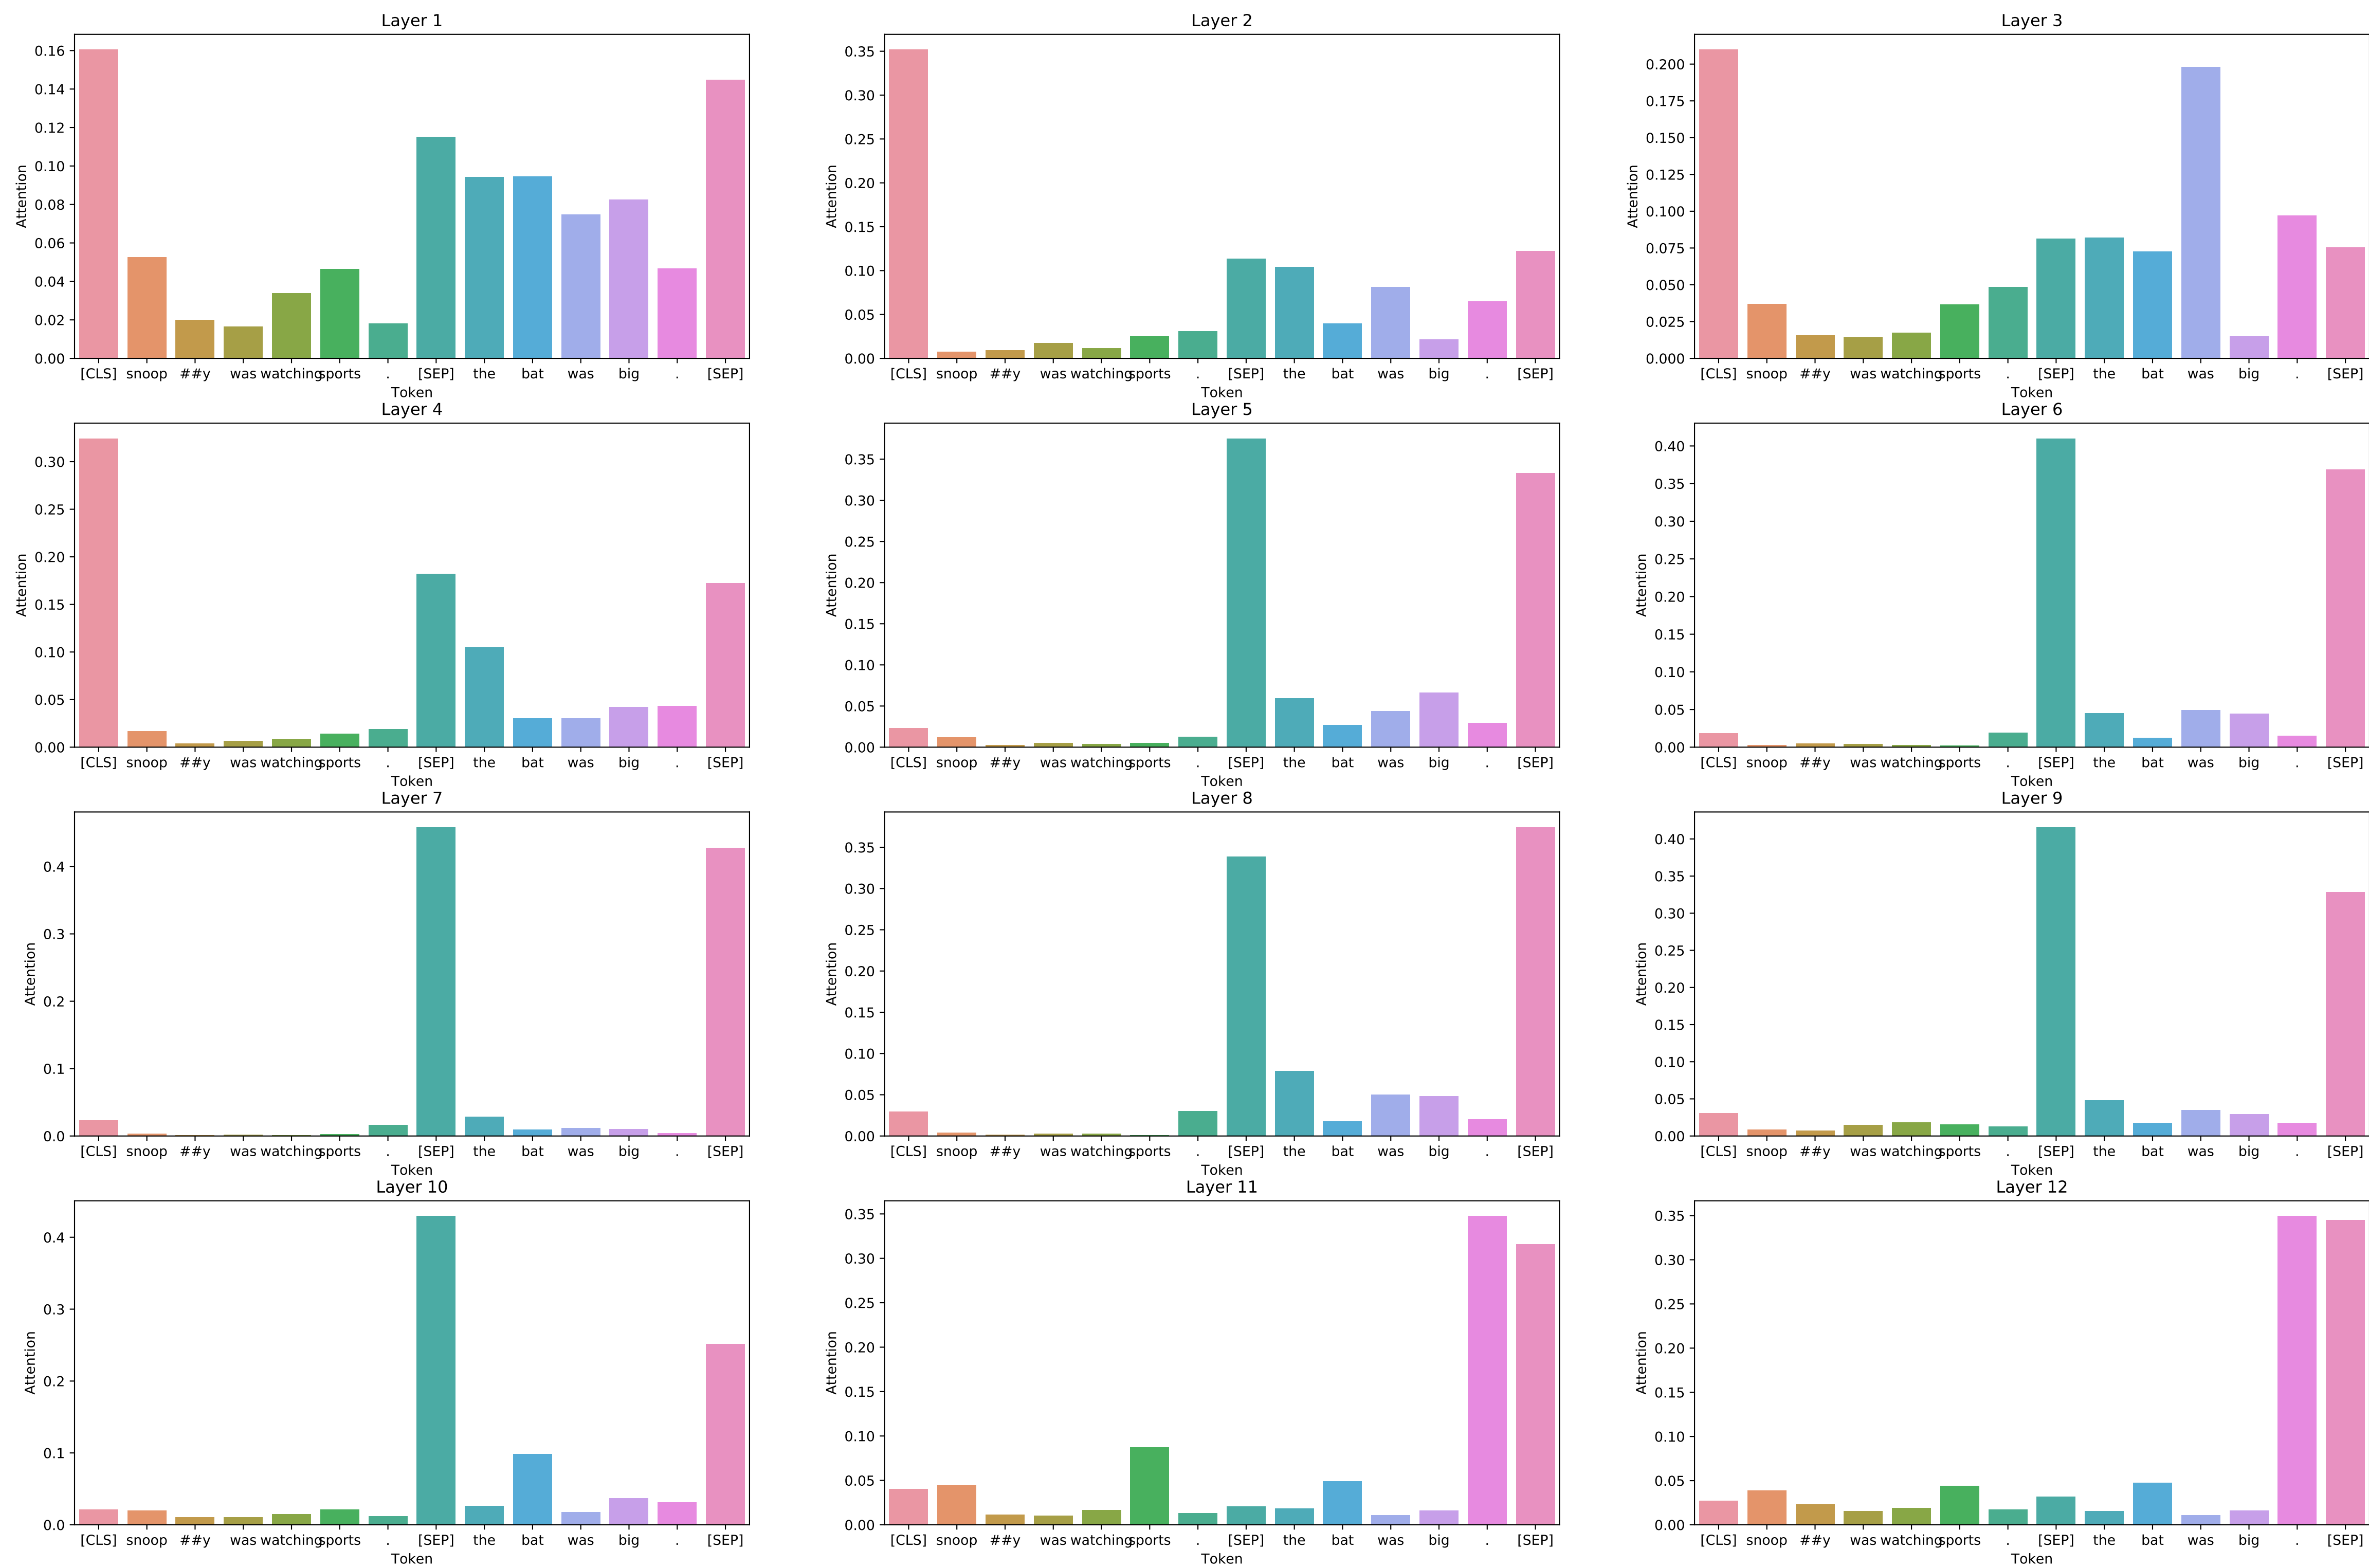 Layer 1
0.16
0.14
0.12
0.10
0.08
0.06
0.04
0.02
0.00
Attention
[CLS] snoop ##y was watching sports . [SEP] the bat was big . [SEP]
Token
Layer 2
0.35
0.30
0.25
0.20
0.15
0.10
0.05
0.00
Attention
[CLS] snoop ##y was watching sports . [SEP] the bat was big . [SEP]
Token
Layer 3
0.200
0.175
0.150
0.125
0.100
0.075
0.050
0.025
0.000
Attention
[CLS] snoop ##y was watching sports . [SEP] the bat was big . [SEP]
Token
Layer 4
0.30
0.25
0.20
0.15
0.10
0.05
0.00
Attention
[CLS] snoop ##y was watching sports . [SEP] the bat was big . [SEP]
Token
Layer 5
0.35
0.30
0.25
0.20
0.15
0.10
0.05
0.00
Attention
[CLS] snoop ##y was watching sports . [SEP] the bat was big . [SEP]
Token
Layer 6
0.40
0.35
0.30
0.25
0.20
0.15
0.10
0.05
0.00
Attention
[CLS] snoop ##y was watching sports . [SEP] the bat was big . [SEP]
Token
Layer 7
0.4
0.3
0.2
0.1
0.0
Attention
[CLS] snoop ##y was watching sports . [SEP] the bat was big . [SEP]
Token
Layer 8
0.35
0.30
0.25
0.20
0.15
0.10
0.05
0.00
Attention
[CLS] snoop ##y was watching sports . [SEP] the bat was big . [SEP]
Token
Layer 9
0.40
0.35
0.30
0.25
0.20
0.15
0.10
0.05
0.00
Attention
[CLS] snoop ##y was watching sports . [SEP] the bat was big . [SEP]
Token
Layer 10
0.4
0.3
0.2
0.1
0.0
Attention
[CLS] snoop ##y was watching sports . [SEP] the bat was big . [SEP]
Token
Layer 11
0.35
0.30
0.25
0.20
0.15
0.10
0.05
0.00
Attention
[CLS] snoop ##y was watching sports . [SEP] the bat was big . [SEP]
Token
Layer 12
0.35
0.30
0.25
0.20
0.15
0.10
0.05
0.00
Attention
[CLS] snoop ##y was watching sports . [SEP] the bat was big . [SEP]
Token